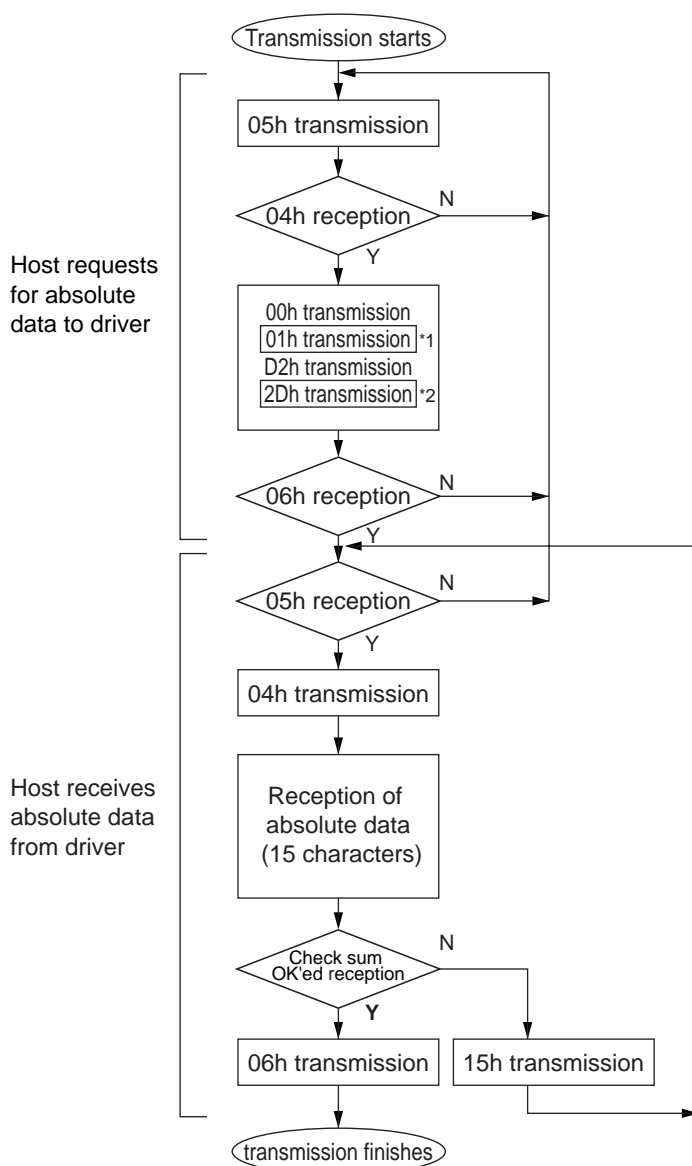 Transmission starts
05h transmission
04h reception
N
Y
Host requests
for absolute
data to driver
00h transmission
01h transmission *1
D2h transmission
2Dh transmission *2
06h reception
N
Y
05h reception
N
Y
04h transmission
Host receives
absolute data
from driver
Reception of
absolute data
(15 characters)
Check sum
OK'ed reception
N
Y
06h transmission
15h transmission
transmission finishes